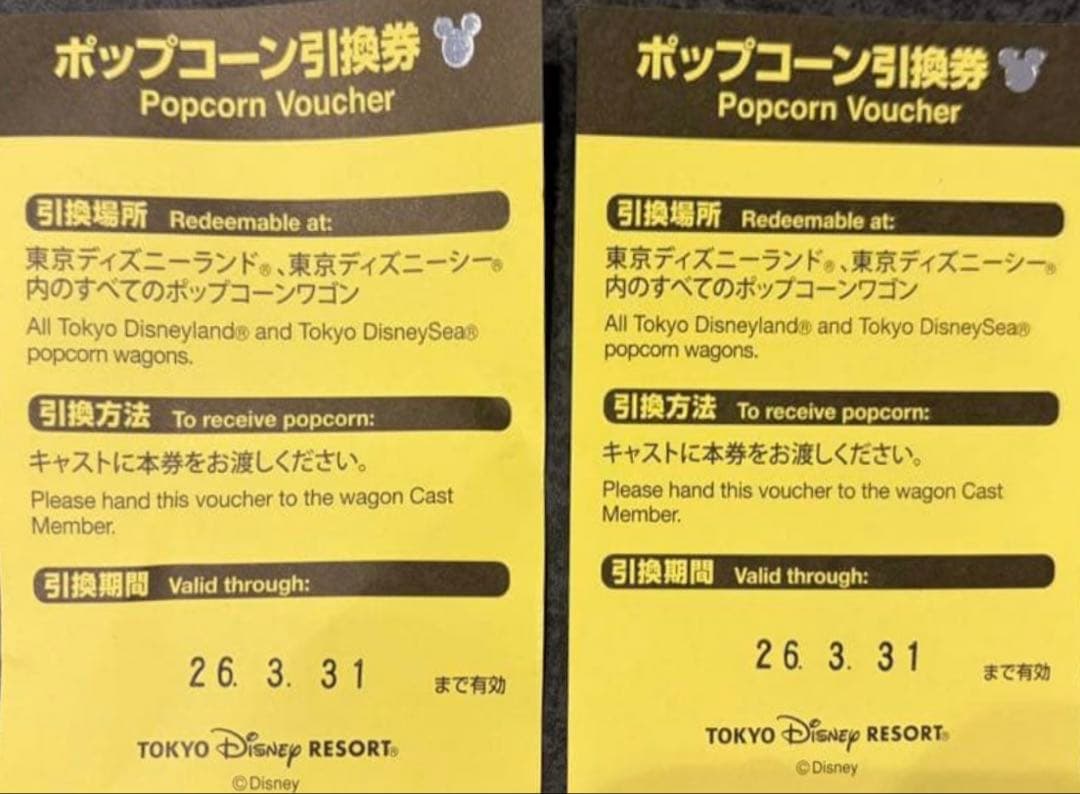 ポップコーン引換券
Popcorn Voucher
引換場所 Redeemable at:
東京ディズニーランド®、東京ディズニーシー®
内のすべてのポップコーンワゴン
All Tokyo Disneyland® and Tokyo DisneySea®
popcorn wagons.
引換方法 To receive popcorn:
キャストに本券をお渡しください。
Please hand this voucher to the wagon Cast
Member.
引換期間 Valid through:
26. 3. 31 まで有効
TOKYO Disney RESORT®
©Disney
ポップコーン引換券
Popcorn Voucher
引換場所 Redeemable at:
東京ディズニーランド®、東京ディズニーシー®
内のすべてのポップコーンワゴン
All Tokyo Disneyland® and Tokyo DisneySea®
popcorn wagons.
引換方法 To receive popcorn:
キャストに本券をお渡しください。
Please hand this voucher to the wagon Cast
Member.
引換期間 Valid through:
26. 3. 31 まで有効
TOKYO Disney RESORT®
©Disney